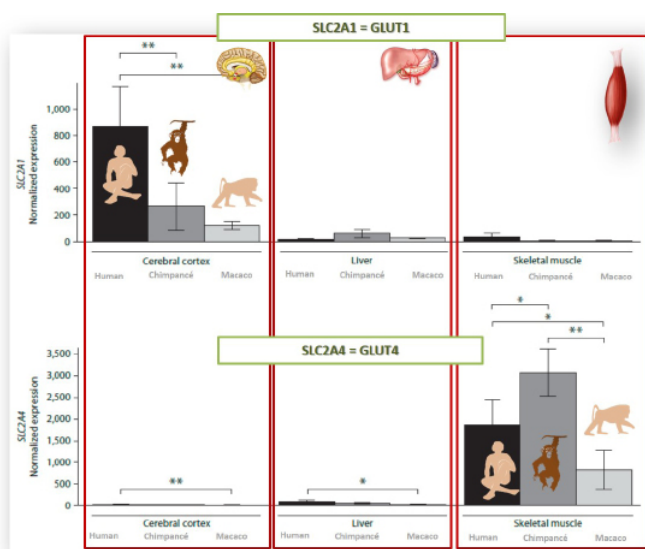 SLC2A1 = GLUT1
**
**
SLC2A1
Normalized expression
1,000
800
600
400
200
0
Cerebral cortex
Human Chimpancé Macaco
Liver
Human Chimpancé Macaco
Skeletal muscle
Human Chimpancé Macaco
SLC2A4 = GLUT4
*
*
**
SLC2A4
Normalized expression
3,500
3,000
2,500
2,000
1,500
1,000
500
0
**
*
Cerebral cortex
Human Chimpancé Macaco
Liver
Human Chimpancé Macaco
Skeletal muscle
Human Chimpancé Macaco